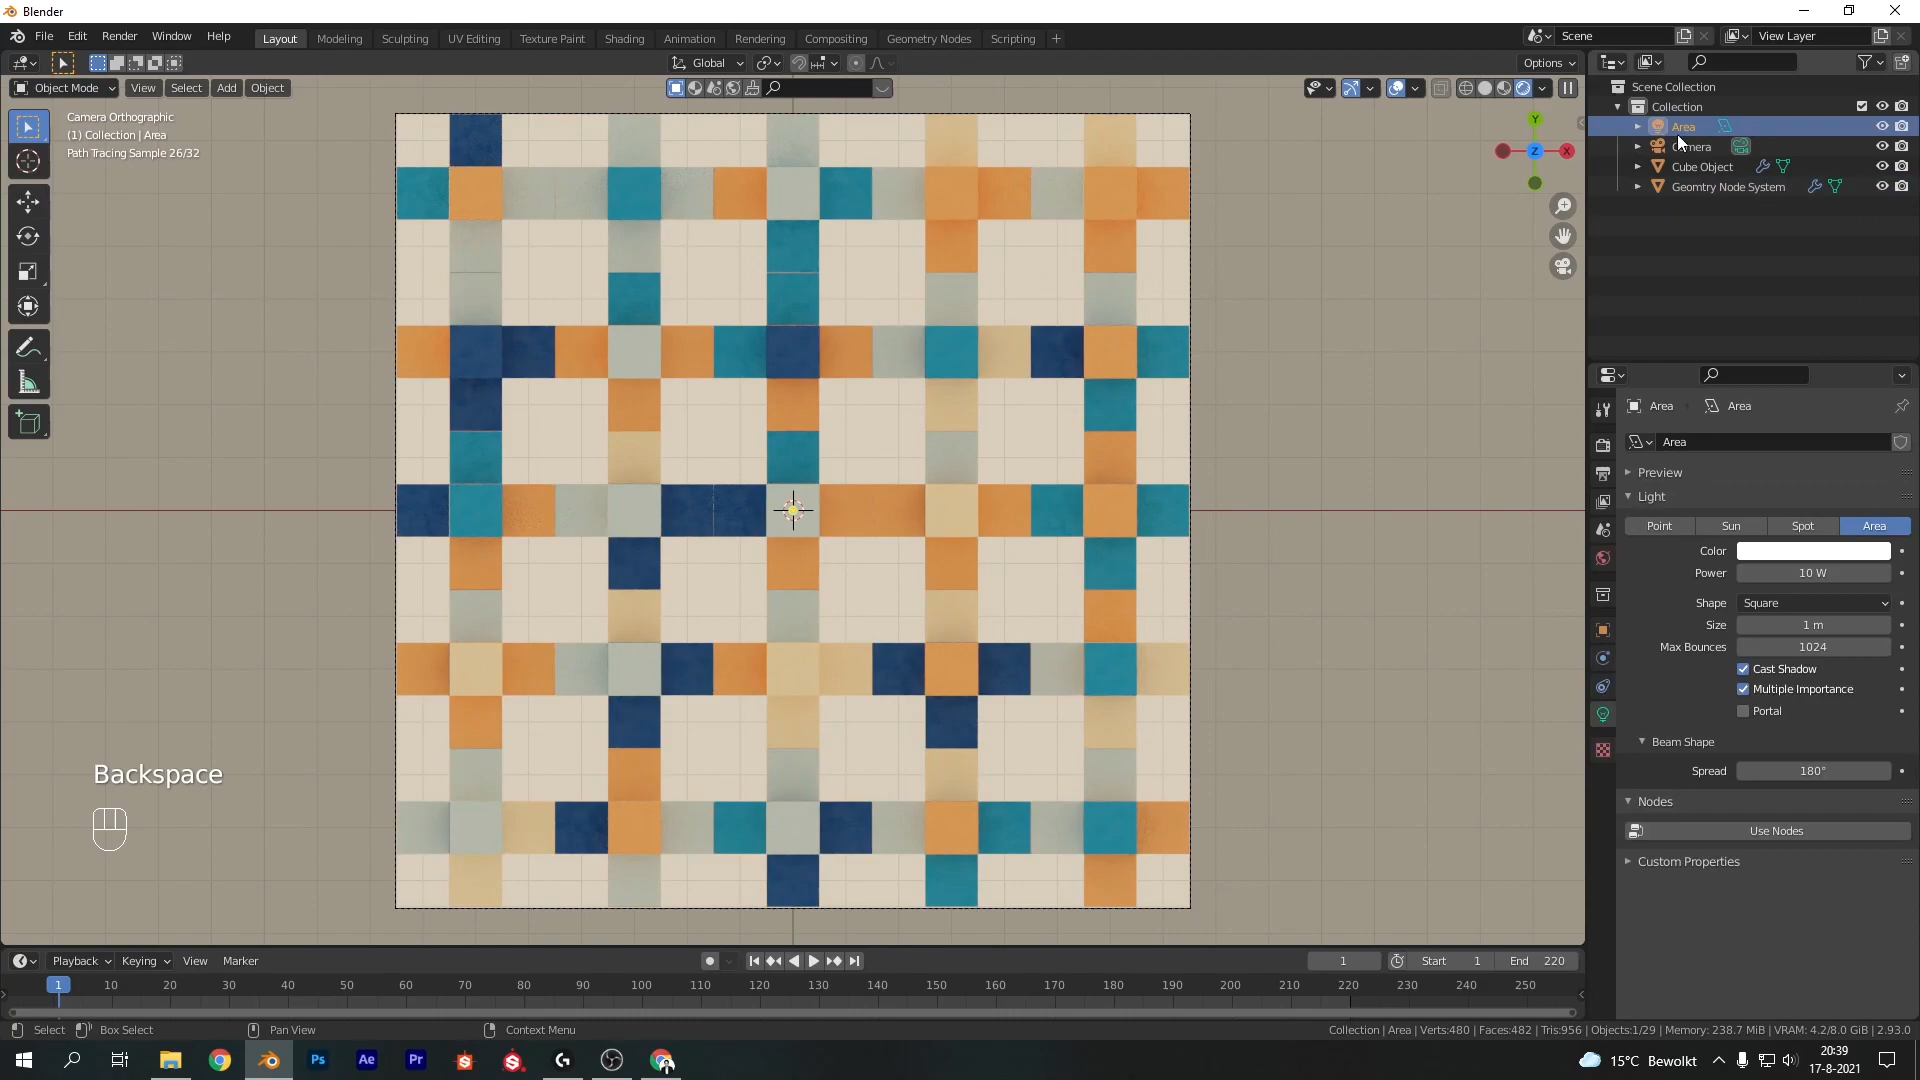 Blender
File Edit Render Window Help
Layout Modeling Sculpting UV Editing Texture Paint Shading Animation Rendering Compositing Geometry Nodes Scripting +
Scene
View Layer
Global
Options
Object Mode View Select Add Object
Camera Orthographic
(1) Collection | Area
Path Tracing Sample 26/32
Y
Z
X
Scene Collection
Collection
Area
Cube Object
Geomtry Node System
Area Area
Area
Preview
Light
Point Sun Spot Area
Color
Power 10 W
Shape Square
Size 1 m
Max Bounces 1024
Cast Shadow
Multiple Importance
Portal
Beam Shape
Spread 180°
Nodes
Use Nodes
Custom Properties
Backspace
Playback Keying View Marker
1
Start 1
End 220
1 10 20 30 40 50 60 70 80 90 100 110 120 130 140 150 160 170 180 190 200 210 220 230 240 250
Select Box Select Pan View Context Menu
Collection | Area | Verts:480 | Faces:482 | Tris:956 | Objects:1/29 | Memory: 238.7 MiB | VRAM: 4.2/8.0 GiB | 2.93.0
Ps Ae Pr
15°C Bewolkt
20:39
17-8-2021